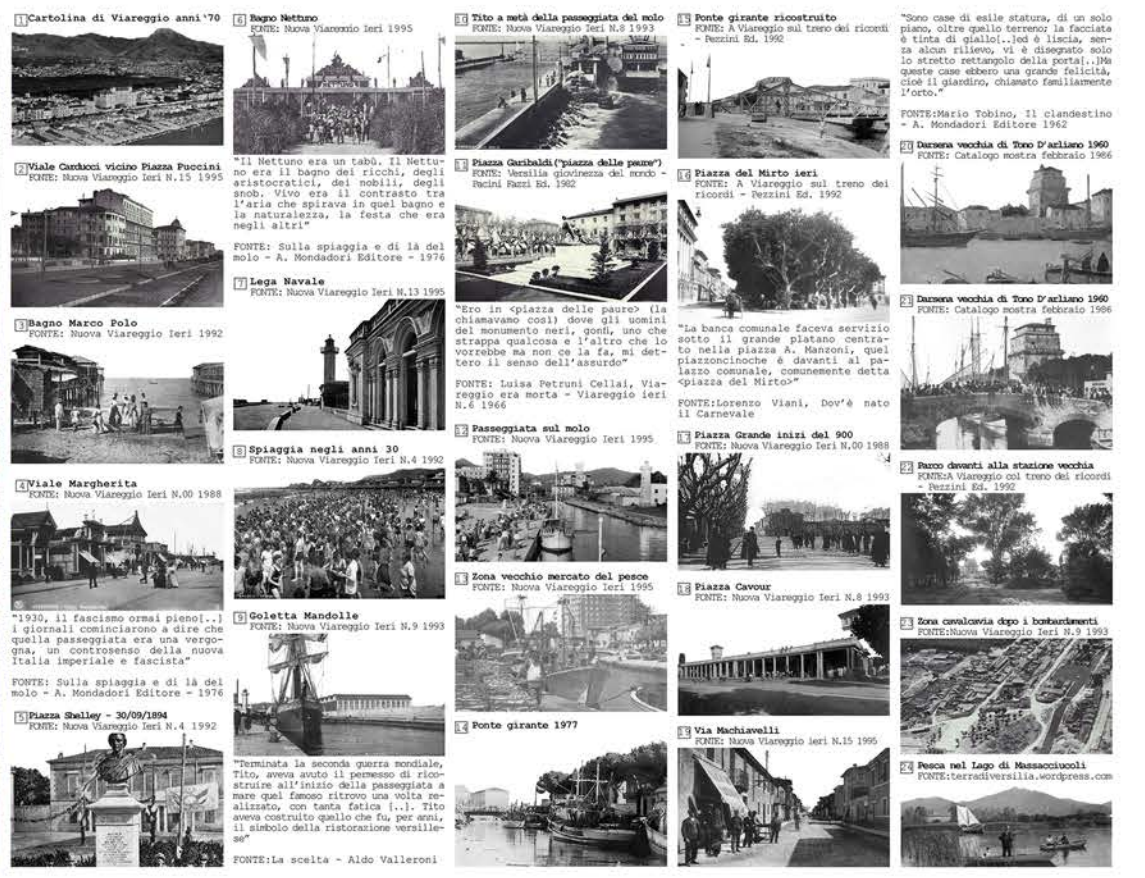 1 Cartolina di Viareggio anni '70
2 Viale Carducci vicino Piazza Puccini
FONTE: Nuova Viareggio Ieri N.15 1995
3 Bagno Marco Polo
FONTE: Nuova Viareggio Ieri 1992
4 Viale Margherita
FONTE: Nuova Viareggio Ieri N.00 1988
"1930, il fascismo ormai pieno[..]
i giornali cominciarono a dire che
quella passeggiata era una vergo-
gna, un controsenso della nuova
Italia imperiale e fascista"
FONTE: Sulla spiaggia e di là del
molo - A. Mondadori Editore - 1976
5 Piazza Shelley - 30/09/1894
FONTE: Nuova Viareggio Ieri N.4 1992
6 Bagno Nettuno
FONTE: Nuova Viareggio Ieri 1995
NETTUNO
"Il Nettuno era un tabù. Il Nettu-
no era il bagno dei ricchi, degli
aristocratici, dei nobili, degli
snob. Vivo era il contrasto tra
l'aria che spirava in quel bagno e
la naturalezza, la festa che era
negli altri"
FONTE: Sulla spiaggia e di là del
molo - A. Mondadori Editore - 1976
7 Lega Navale
FONTE: Nuova Viareggio Ieri N.13 1995
8 Spiaggia negli anni 30
FONTE: Nuova Viareggio Ieri N.4 1992
9 Goletta Mandolle
FONTE: Nuova Viareggio Ieri N.9 1993
"Terminata la seconda guerra mondiale,
Tito, aveva avuto il permesso di rico-
struire all'inizio della passeggiata a
mare quel famoso ritrovo una volta re-
alizzato, con tanta fatica [..]. Tito
aveva costruito quello che fu, per anni,
il simbolo della ristorazione versille-
se"
FONTE:La scelta - Aldo Valleroni
10 Tito a metà della passeggiata del molo
FONTE: Nuova Viareggio Ieri N.8 1993
11 Piazza Garibaldi("piazza delle paure")
FONTE: Versilia giovinezza del mondo -
Pacini Fazzi Ed. 1982
"Ero in <piazza delle paure> (la
chiamavamo così) dove gli uomini
del monumento neri, gonfi, uno che
strappa qualcosa e l'altro che lo
vorrebbe ma non ce la fa, mi det-
tero il senso dell'assurdo"
FONTE: Luisa Petruni Cellai, Via-
reggio era morta - Viareggio ieri
N.6 1966
12 Passeggiata sul molo
FONTE: Nuova Viareggio Ieri 1995
13 Zona vecchio mercato del pesce
FONTE: Nuova Viareggio Ieri 1995
14 Ponte girante 1977
15 Ponte girante ricostruito
FONTE: A Viareggio sul treno dei ricordi
- Pezzini Ed. 1992
16 Piazza del Mirto ieri
FONTE: A Viareggio sul treno dei
ricordi - Pezzini Ed. 1992
"La banca comunale faceva servizio
sotto il grande platano centra-
to nella piazza A. Manzoni, quel
piazzoncinoche è davanti al pa-
lazzo comunale, comunemente detta
<piazza del Mirto>"
FONTE:Lorenzo Viani, Dov'è nato
il Carnevale
17 Piazza Grande inizi del 900
FONTE: Nuova Viareggio Ieri N.00 1988
18 Piazza Cavour
FONTE: Nuova Viareggio Ieri N.8 1993
19 Via Machiavelli
FONTE: Nuova Viareggio ieri N.15 1995
"Sono case di esile statura, di un solo
piano, oltre quello terreno; la facciata
è tinta di giallo[..]ed è liscia, sen-
za alcun rilievo, vi è disegnato solo
lo stretto rettangolo della porta[..]Ma
queste case ebbero una grande felicità,
cioè il giardino, chiamato familiarmente
l'orto."
FONTE:Mario Tobino, Il clandestino
- A. Mondadori Editore 1962
20 Darsena vecchia di Tono D'arliano 1960
FONTE: Catalogo mostra febbraio 1986
21 Darsena vecchia di Tono D'arliano 1960
FONTE: Catalogo mostra febbraio 1986
22 Parco davanti alla stazione vecchia
FONTE:A Viareggio col treno dei ricordi
- Pezzini Ed. 1992
23 Zona cavalcavia dopo i bombardamenti
FONTE:Nuova Viareggio Ieri N.9 1993
24 Pesca nel Lago di Massacciucoli
FONTE:terradiversilia.wordpress.com